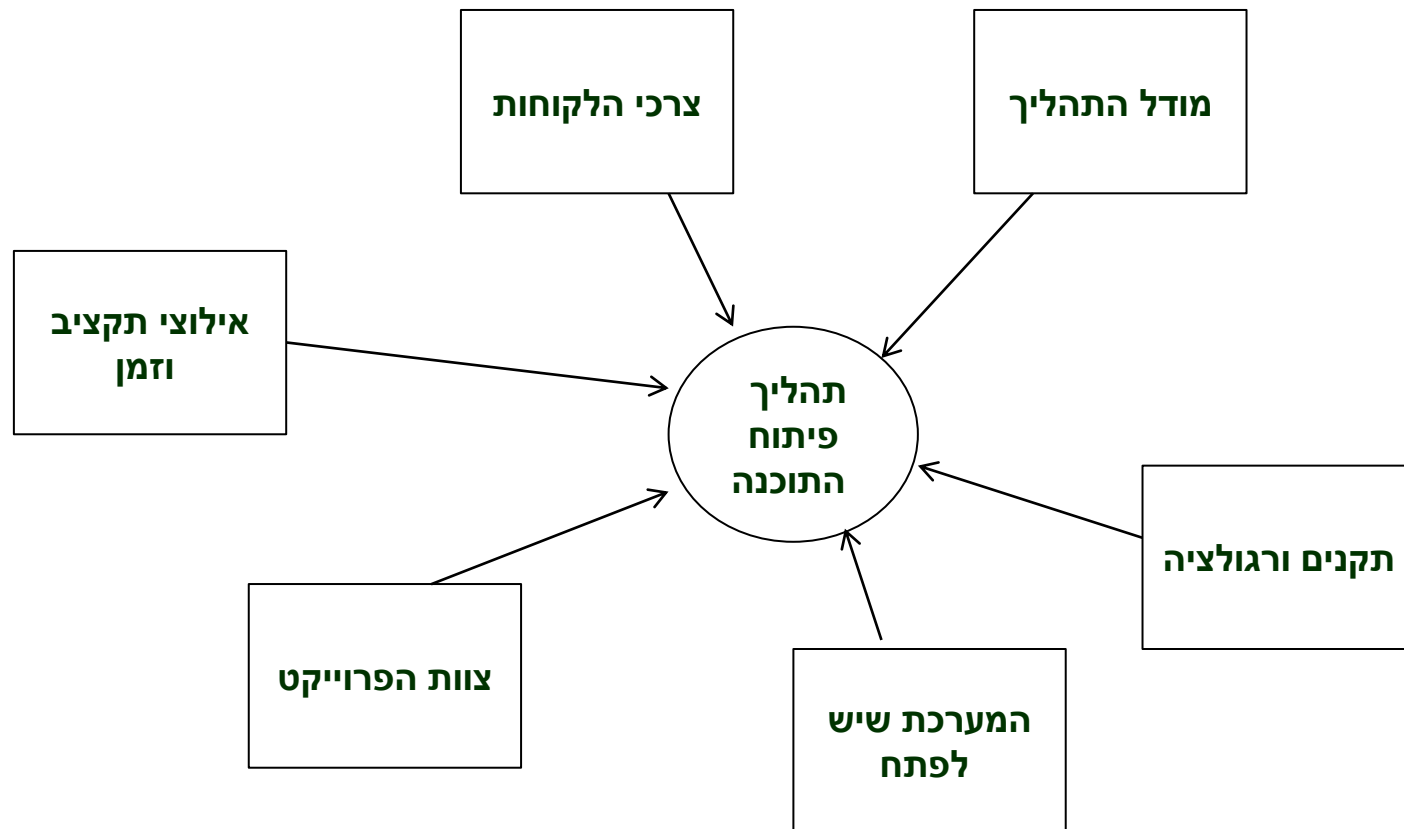 מודל התהליך
צרכי הלקוחות
אילוצי תקציב
וזמן
תהליך
פיתוח
התוכנה
תקנים ורגולציה
צוות הפרוייקט
המערכת שיש
לפתח